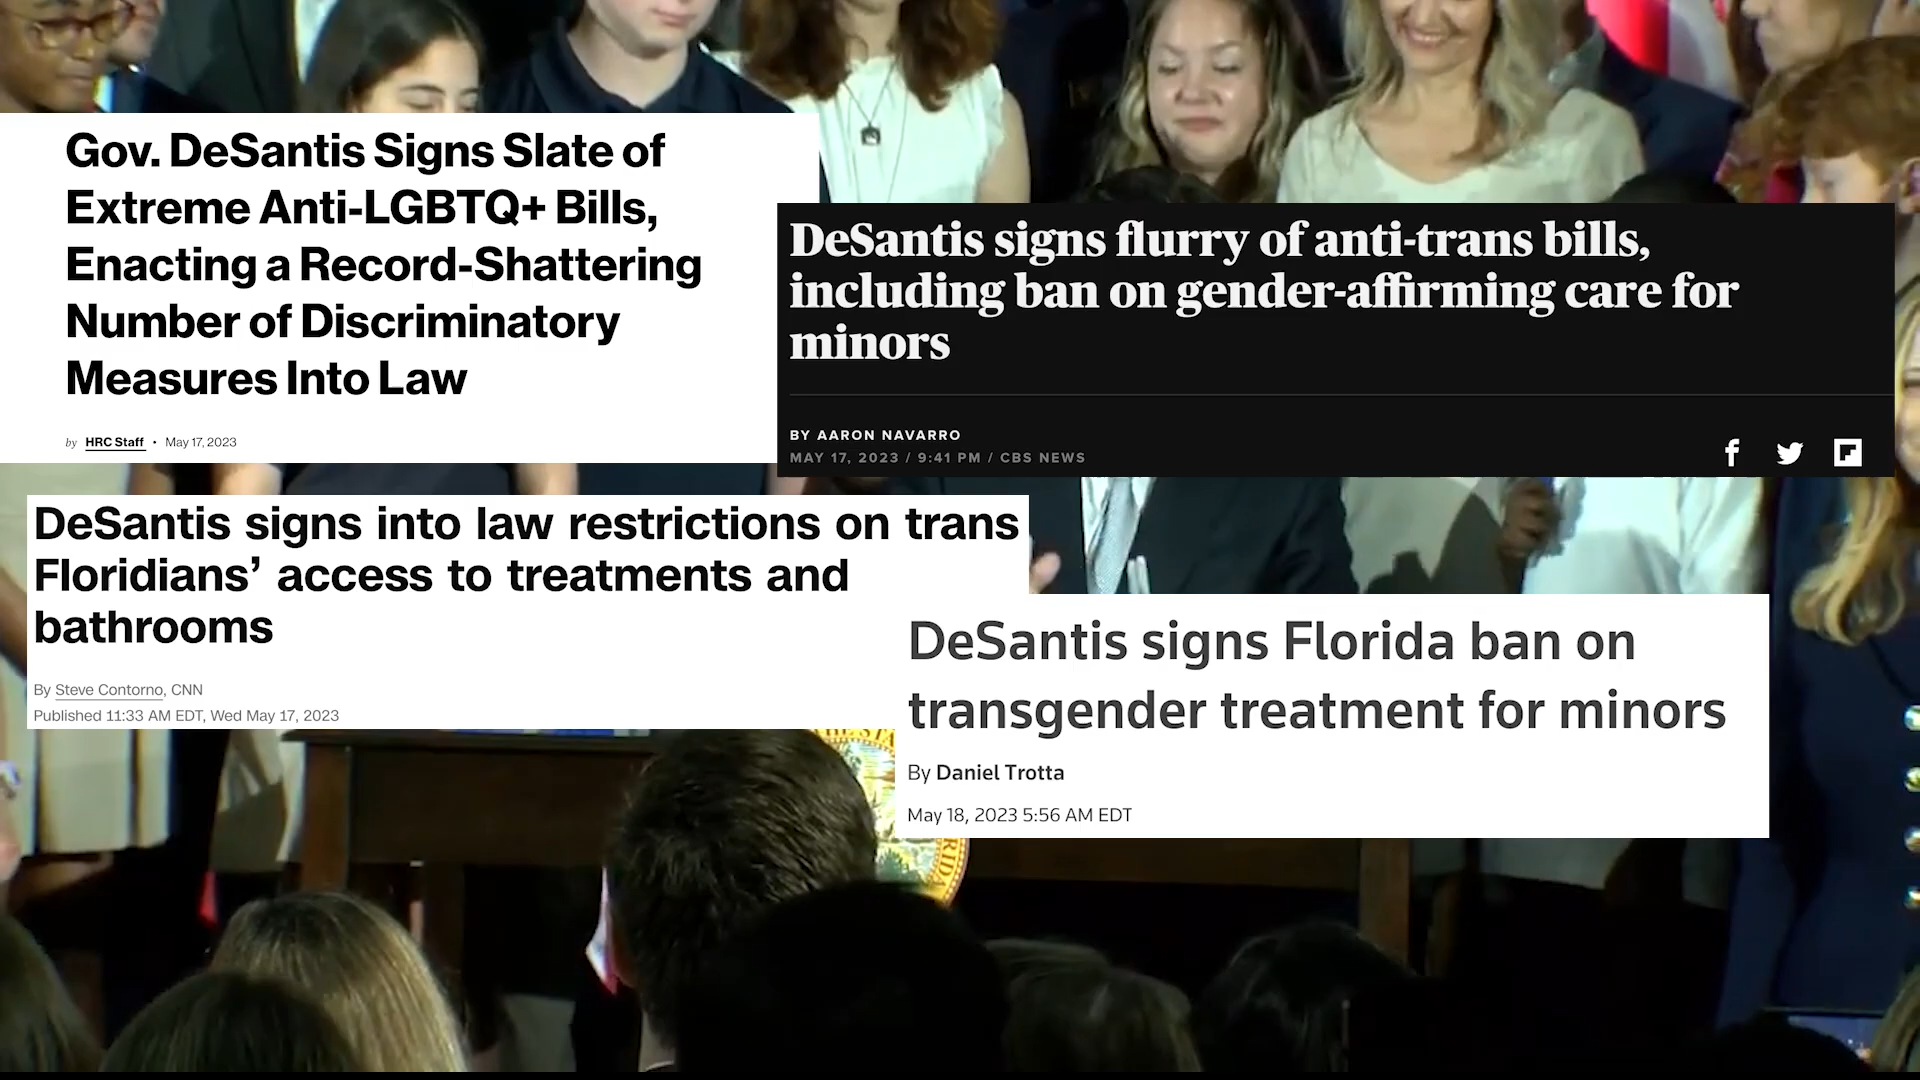 Gov. DeSantis Signs Slate of
Extreme Anti-LGBTQ+ Bills,
Enacting a Record-Shattering
Number of Discriminatory
Measures Into Law
by HRC Staff • May 17, 2023
DeSantis signs flurry of anti-trans bills,
including ban on gender-affirming care for
minors
BY AARON NAVARRO
MAY 17, 2023 / 9:41 PM / CBS NEWS
DeSantis signs into law restrictions on trans
Floridians’ access to treatments and
bathrooms
By Steve Contorno, CNN
Published 11:33 AM EDT, Wed May 17, 2023
DeSantis signs Florida ban on
transgender treatment for minors
By Daniel Trotta
May 18, 2023 5:56 AM EDT